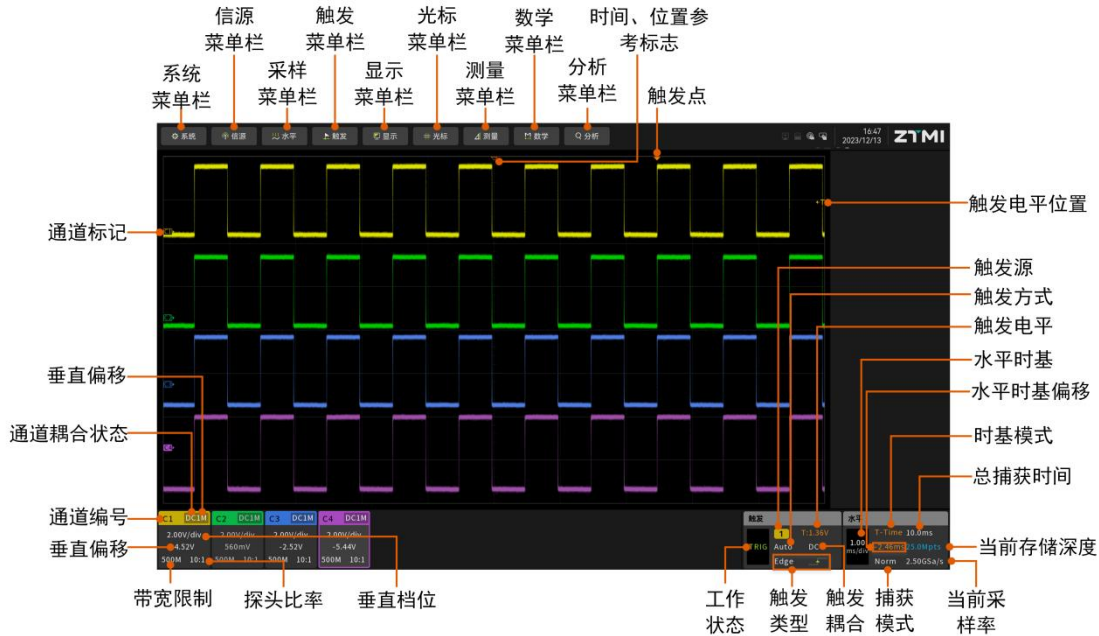 信源
菜单栏
触发
菜单栏
光标
菜单栏
数学
菜单栏
时间、位置参
考标志
系统
菜单栏
采样
菜单栏
显示
菜单栏
测量
菜单栏
分析
菜单栏
触发点
系统
信源
水平
触发
显示
光标
测量
数学
分析
16:47
2023/12/13
ZTMI
通道标记
触发电平位置
触发源
触发方式
触发电平
水平时基
水平时基偏移
时基模式
总捕获时间
当前存储深度
当前采
样率
垂直偏移
通道耦合状态
通道编号
垂直偏移
C1 DC1M
2.00V/div
-4.52V
500M 10:1
C2 DC1M
2.00V/div
560mV
500M 10:1
C3 DC1M
2.00V/div
-2.52V
500M 10:1
C4 DC1M
2.00V/div
-5.44V
500M 10:1
触发
1 T:1.36V
TRIG Auto DC
Edge
水平
T-Time 10.0ms
1.00
ms/div
-2.46ms 25.0Mpts
Norm 2.50GSa/s
带宽限制
探头比率
垂直档位
工作
状态
触发
类型
触发
耦合
捕获
模式